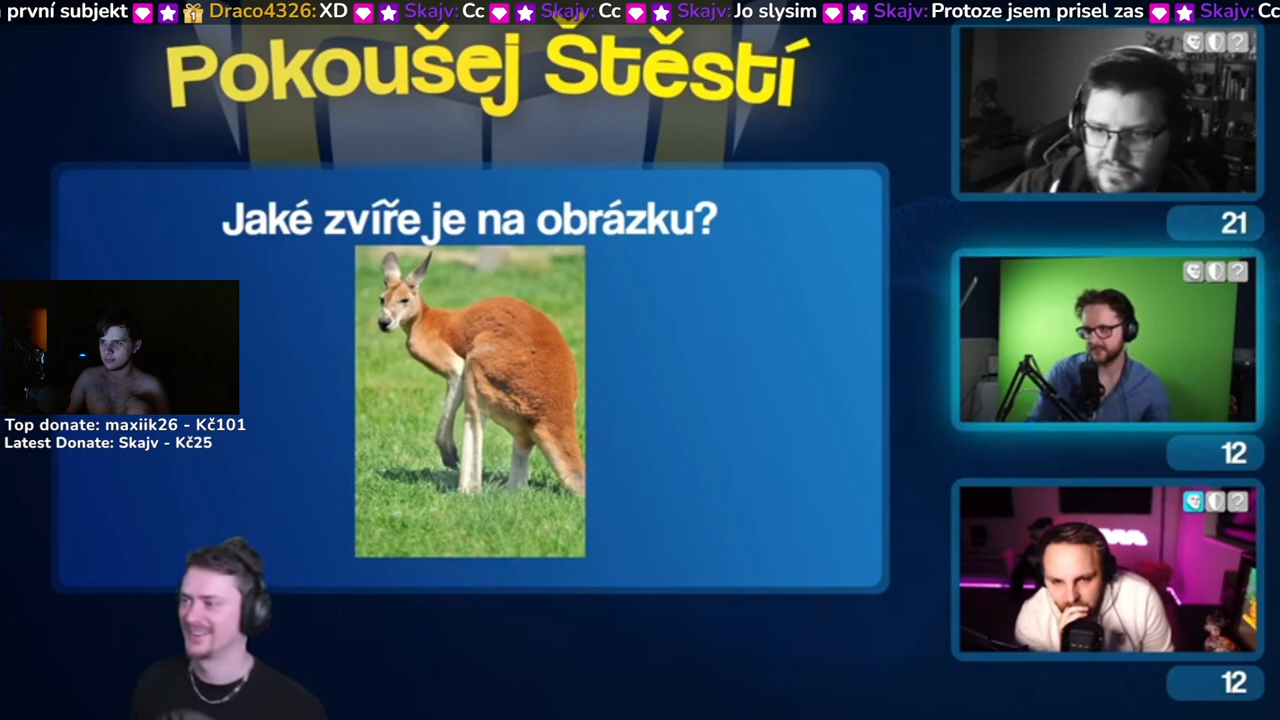 první subjekt Draco4326: XD Skajv: Cc Skajv: Cc Skajv: Jo slysim Skajv: Protoze jsem prisel zas Skajv: Cc
Pokoušej Štěstí
Jaké zvíře je na obrázku?
21
12
12
Top donate: maxiik26 - Kč101
Latest Donate: Skajv - Kč25